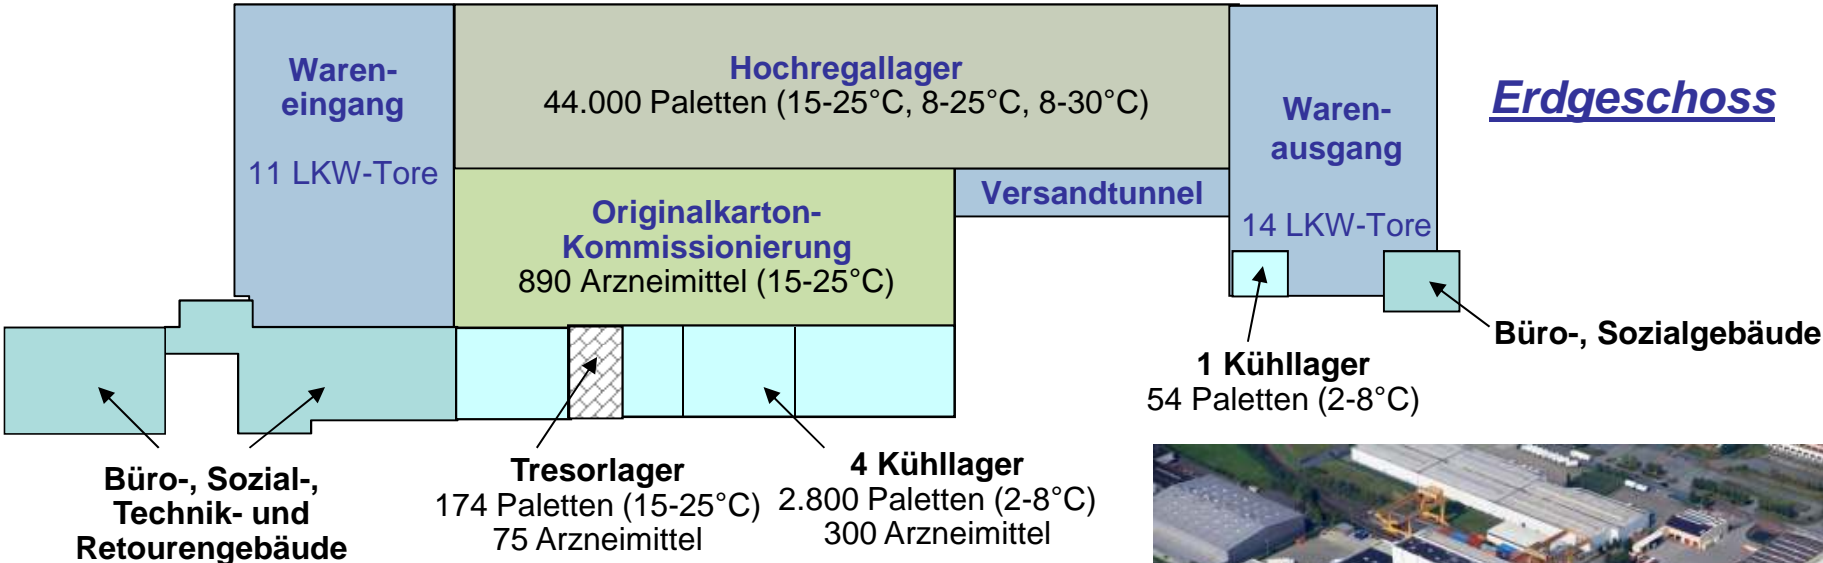 Waren-
eingang
11 LKW-Tore
Hochregallager
44.000 Paletten (15-25°C, 8-25°C, 8-30°C)
Originalkarton-
Kommissionierung
890 Arzneimittel (15-25°C)
Versandtunnel
Waren-
ausgang
14 LKW-Tore
Erdgeschoss
Büro-, Sozialgebäude
1 Kühllager
54 Paletten (2-8°C)
Büro-, Sozial-,
Technik- und
Retourengebäude
Tresorlager
174 Paletten (15-25°C)
75 Arzneimittel
4 Kühllager
2.800 Paletten (2-8°C)
300 Arzneimittel